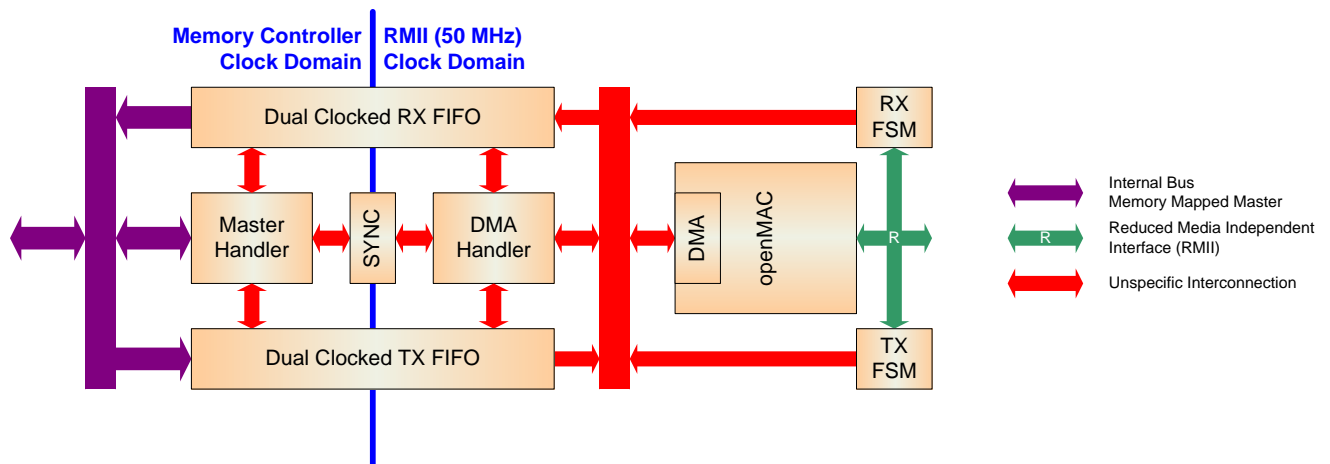 Memory Controller
Clock Domain
RMII (50 MHz)
Clock Domain
Dual Clocked RX FIFO
RX
FSM
Master
Handler
SYNC
DMA
Handler
DMA
openMAC
R
Dual Clocked TX FIFO
TX
FSM
Internal Bus
Memory Mapped Master
R
Reduced Media Independent
Interface (RMII)
Unspecific Interconnection